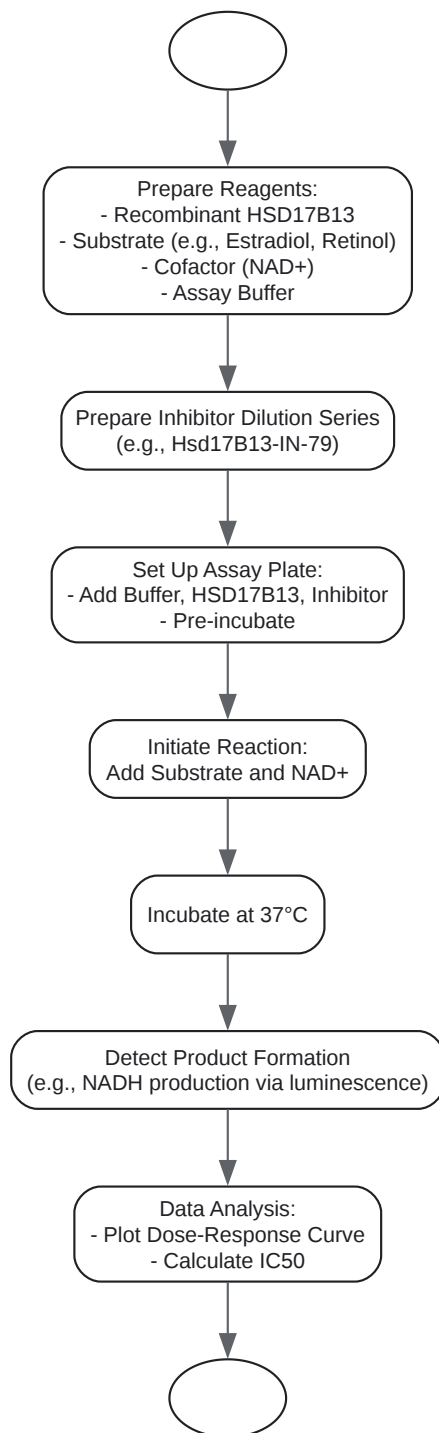 Prepare Reagents:
- Recombinant HSD17B13
- Substrate (e.g., Estradiol, Retinol)
- Cofactor (NAD+)
- Assay Buffer
Prepare Inhibitor Dilution Series
(e.g., Hsd17B13-IN-79)
Set Up Assay Plate:
- Add Buffer, HSD17B13, Inhibitor
- Pre-incubate
Initiate Reaction:
Add Substrate and NAD+
Incubate at 37°C
Detect Product Formation
(e.g., NADH production via luminescence)
Data Analysis:
- Plot Dose-Response Curve
- Calculate IC50